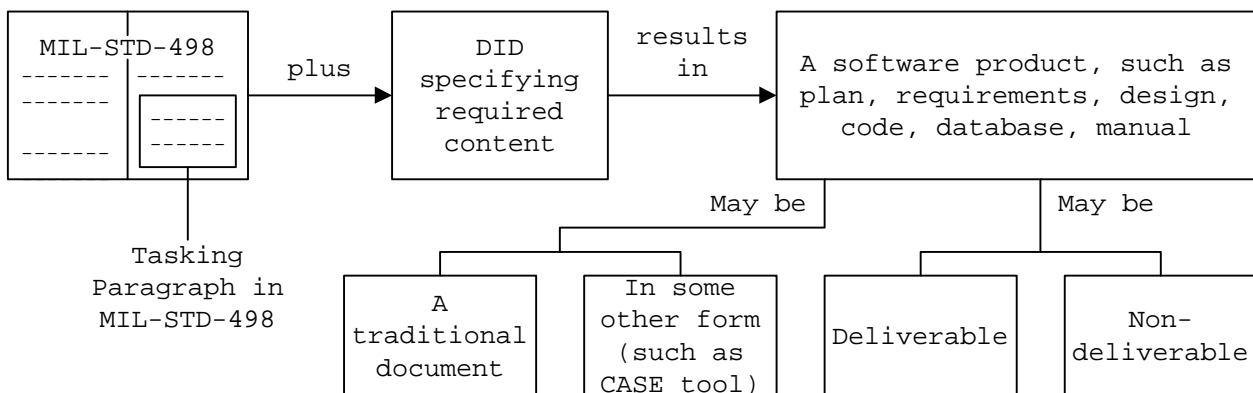 MIL-STD-498
plus
DID
specifying
required
content
results
in
A software product, such as
plan, requirements, design,
code, database, manual
Tasking
Paragraph in
MIL-STD-498
May be
A
traditional
document
In some
other form
(such as
CASE tool)
May be
Deliverable
Non-
deliverable